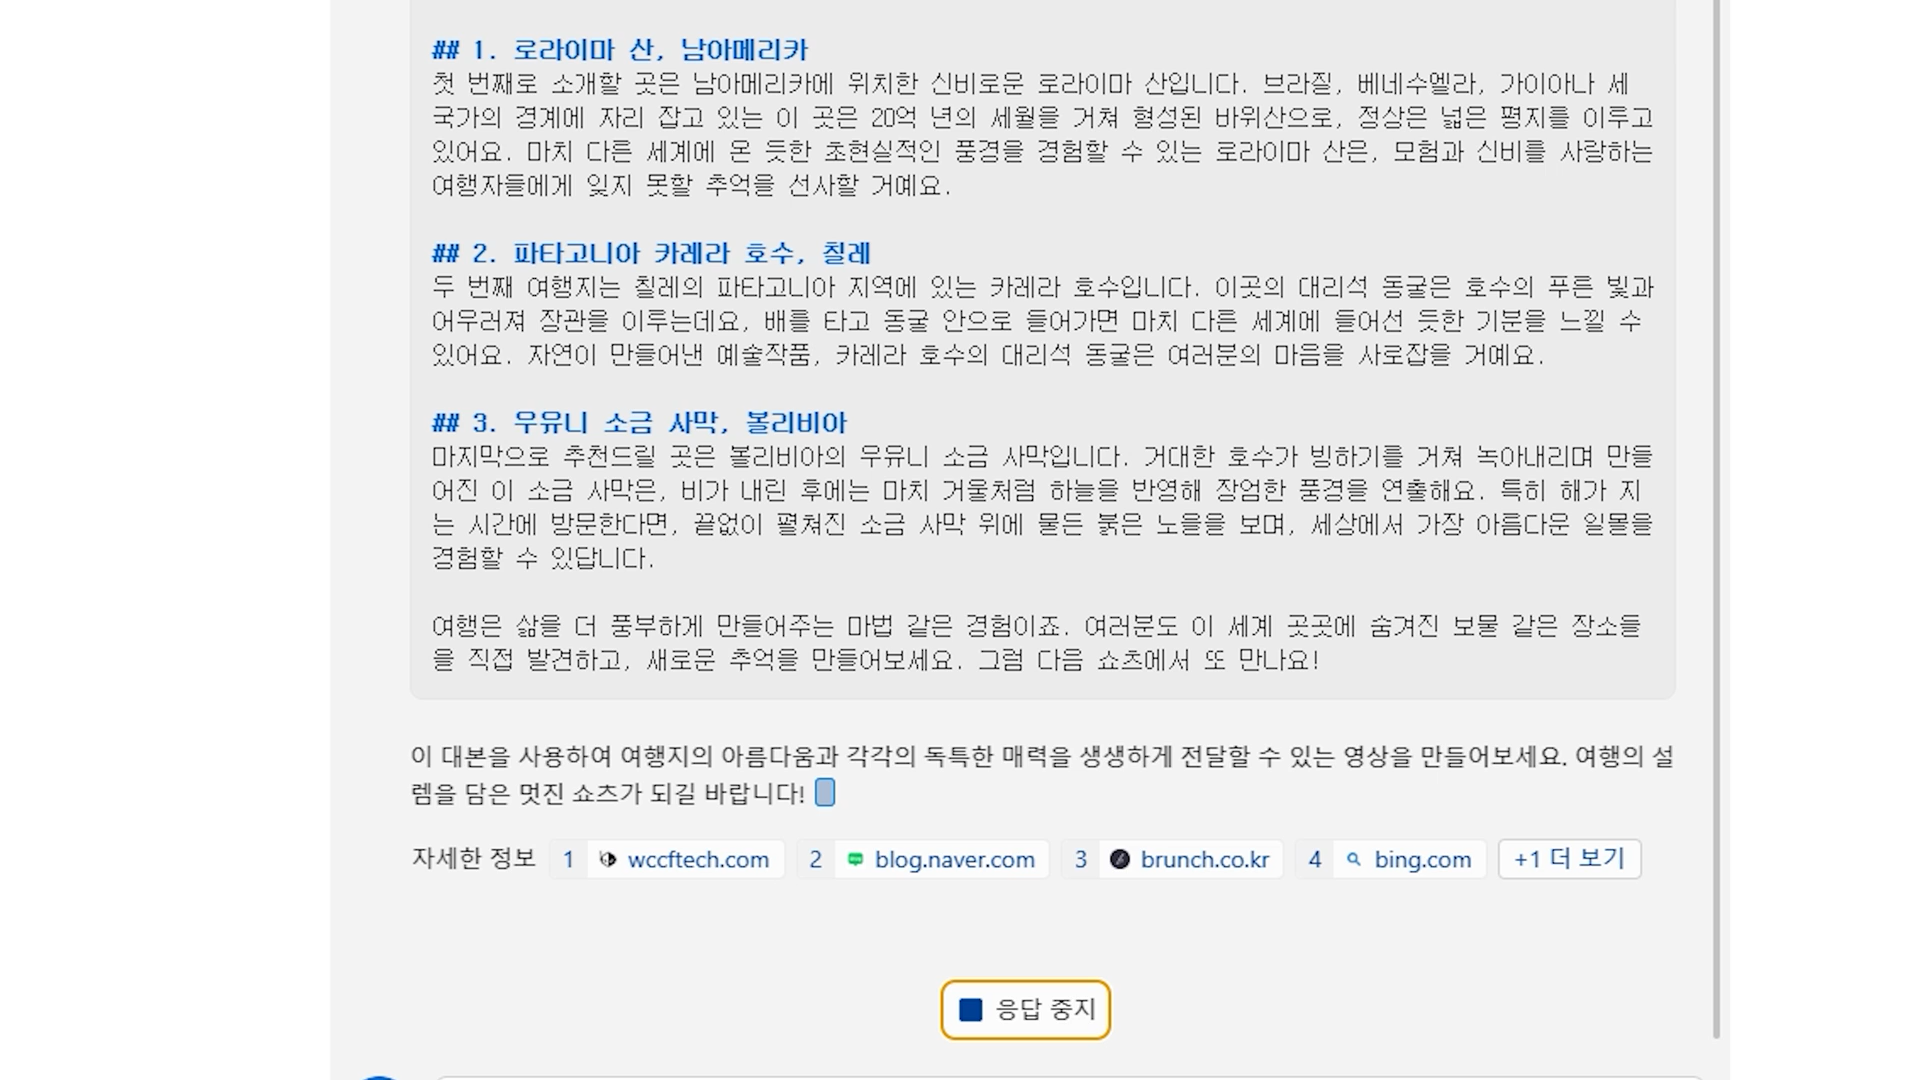 ## 1. 로라이마 산, 남아메리카
첫 번째로 소개할 곳은 남아메리카에 위치한 신비로운 로라이마 산입니다. 브라질, 베네수엘라, 가이아나 세
국가의 경계에 자리 잡고 있는 이 곳은 20억 년의 세월을 거쳐 형성된 바위산으로, 정상은 넓은 평지를 이루고
있어요. 마치 다른 세계에 온 듯한 초현실적인 풍경을 경험할 수 있는 로라이마 산은, 모험과 신비를 사랑하는
여행자들에게 잊지 못할 추억을 선사할 거예요.
## 2. 파타고니아 카레라 호수, 칠레
두 번째 여행지는 칠레의 파타고니아 지역에 있는 카레라 호수입니다. 이곳의 대리석 동굴은 호수의 푸른 빛과
어우러져 장관을 이루는데요, 배를 타고 동굴 안으로 들어가면 마치 다른 세계에 들어선 듯한 기분을 느낄 수
있어요. 자연이 만들어낸 예술작품, 카레라 호수의 대리석 동굴은 여러분의 마음을 사로잡을 거예요.
## 3. 우유니 소금 사막, 볼리비아
마지막으로 추천드릴 곳은 볼리비아의 우유니 소금 사막입니다. 거대한 호수가 빙하기를 거쳐 녹아내리며 만들
어진 이 소금 사막은, 비가 내린 후에는 마치 거울처럼 하늘을 반영해 장엄한 풍경을 연출해요. 특히 해가 지
는 시간에 방문한다면, 끝없이 펼쳐진 소금 사막 위에 물든 붉은 노을을 보며, 세상에서 가장 아름다운 일몰을
경험할 수 있답니다.
여행은 삶을 더 풍부하게 만들어주는 마법 같은 경험이죠. 여러분도 이 세계 곳곳에 숨겨진 보물 같은 장소들
을 직접 발견하고, 새로운 추억을 만들어보세요. 그럼 다음 쇼츠에서 또 만나요!
이 대본을 사용하여 여행지의 아름다움과 각각의 독특한 매력을 생생하게 전달할 수 있는 영상을 만들어보세요. 여행의 설
렘을 담은 멋진 쇼츠가 되길 바랍니다!
자세한 정보 1 wccftech.com 2 blog.naver.com 3 brunch.co.kr 4 bing.com +1 더 보기
응답 중지